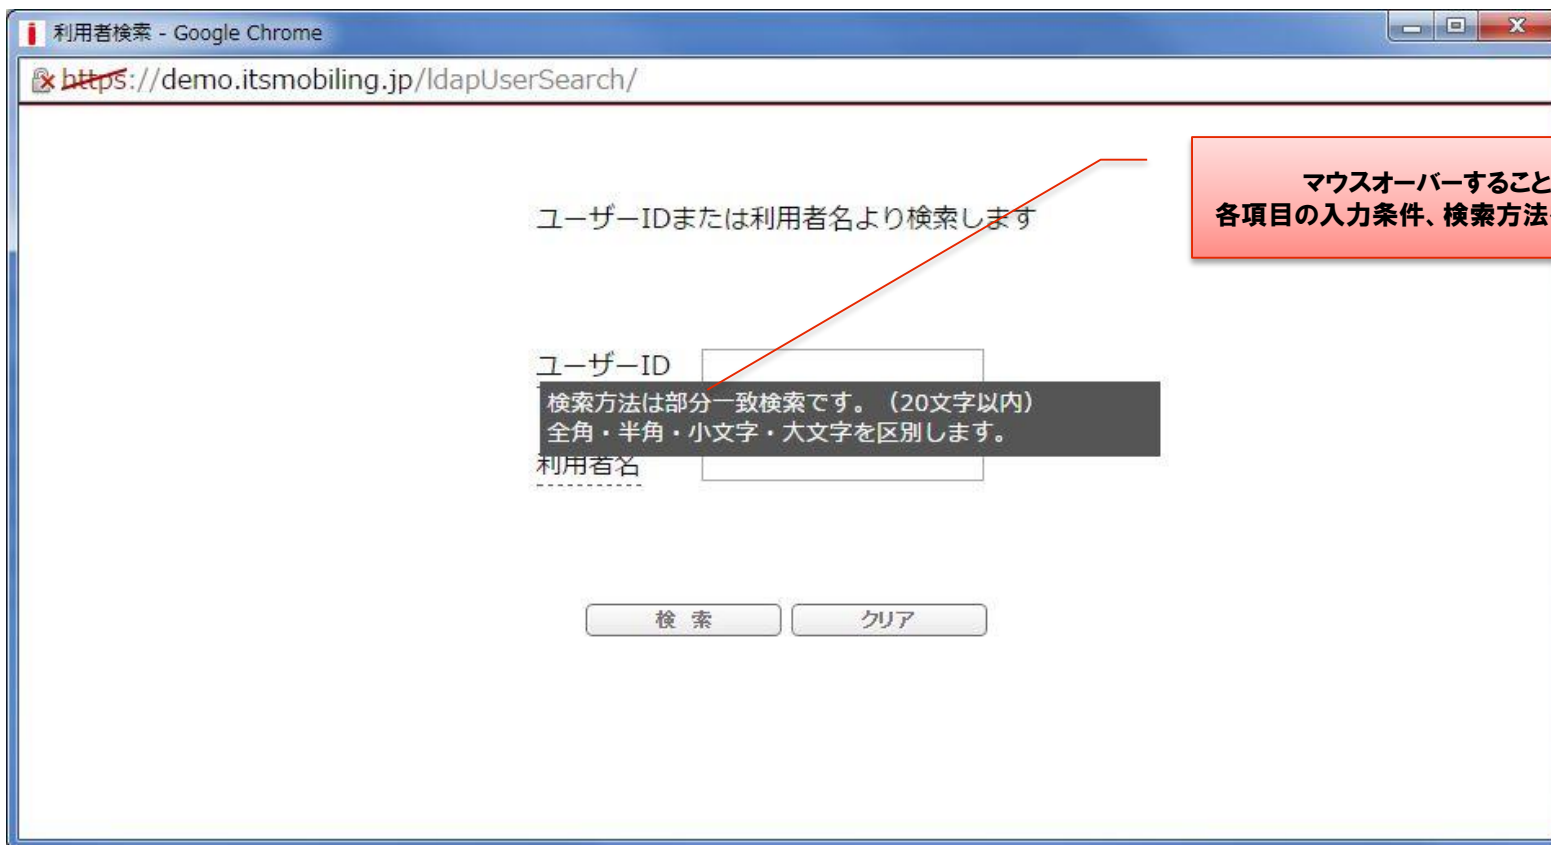 利用者検索 - Google Chrome
https://demo.itsmobiling.jp/ldapUserSearch/
マウスオーバーすること
各項目の入力条件、検索方法
ユーザーIDまたは利用者名より検索します
ユーザーID
検索方法は部分一致検索です。（20文字以内）
全角・半角・小文字・大文字を区別します。
利用者名
検 索
クリア